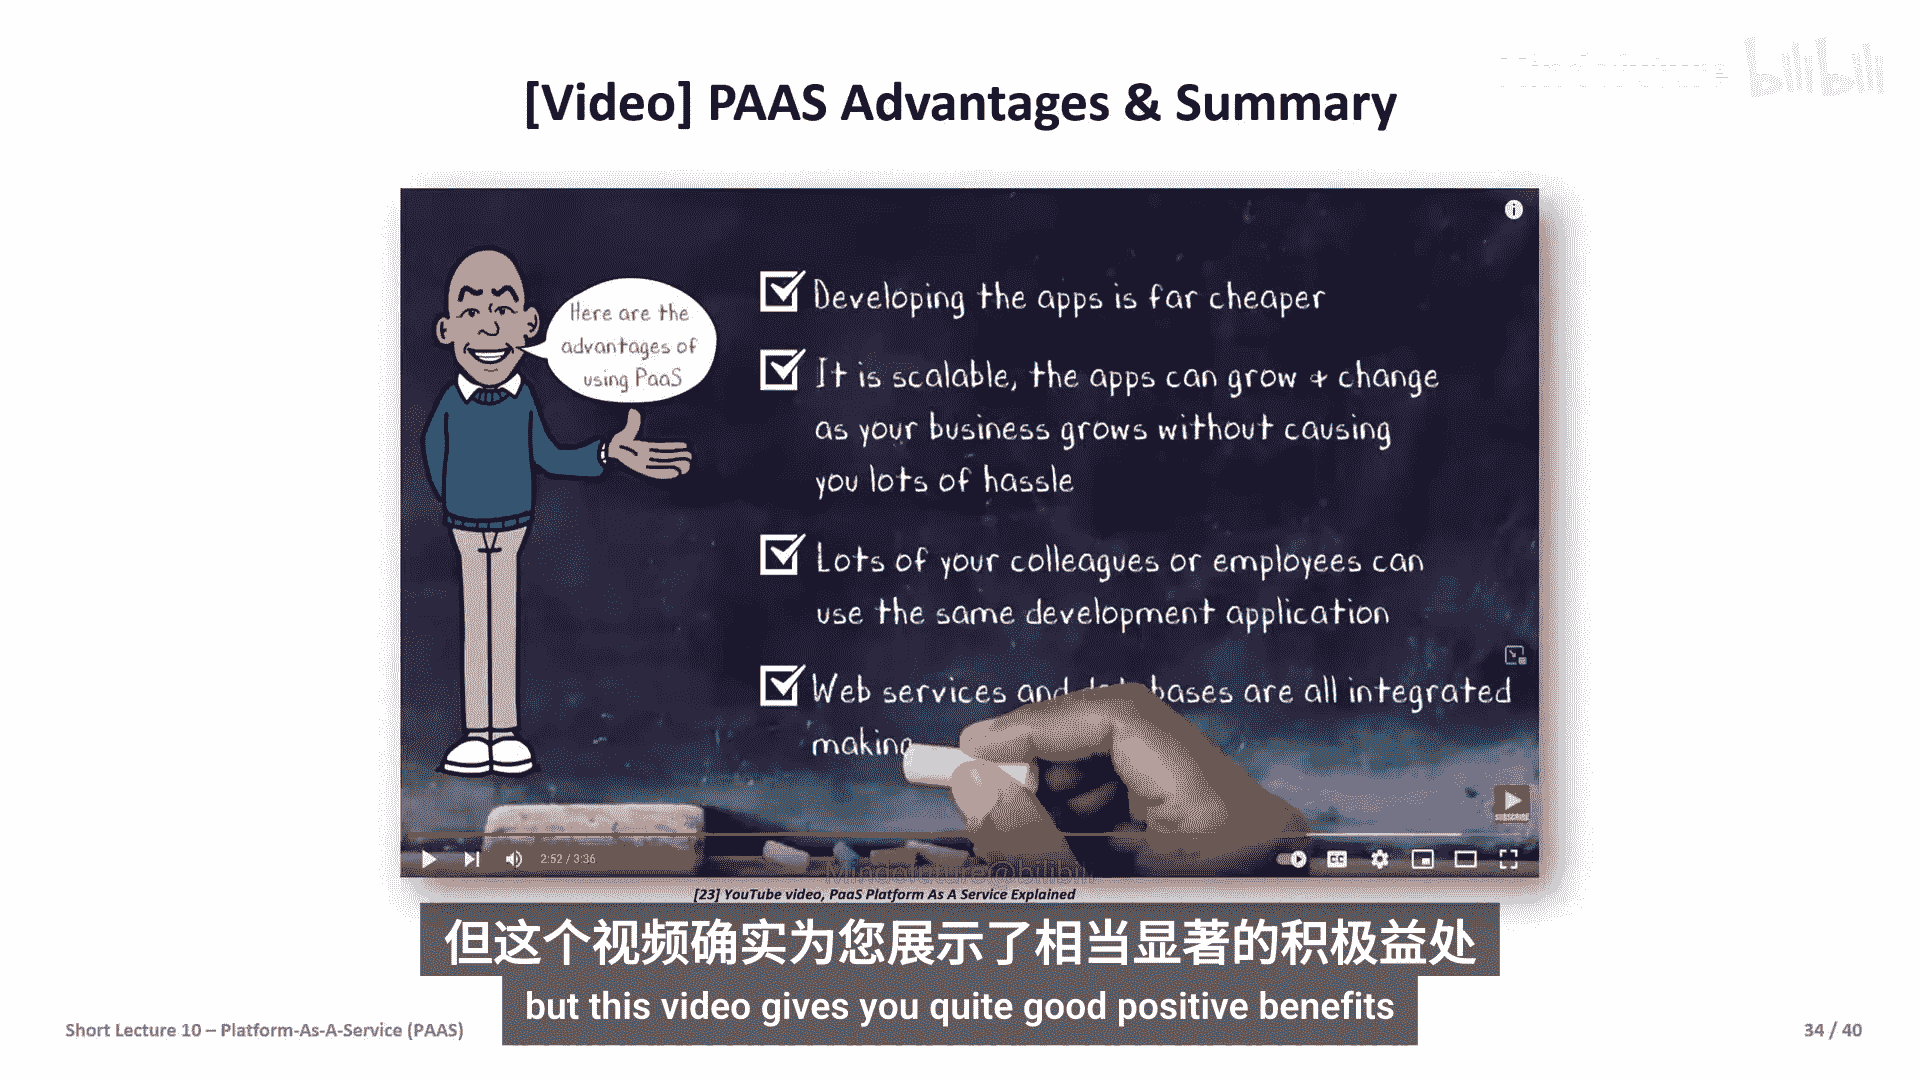 [Video] PAAS Advantages & Summary
bilibili
Here are the
advantages of
using PaaS
Developing the apps is far cheaper
It is scalable, the apps can grow + change
as your business grows without causing
you lots of hassle
Lots of your colleagues or employees can
use the same development application
Web services and bases are all integrated
making
SUBSCRIBE
2:52 / 3:36
CC
[23] YouTube video, PaaS Platform As A Service Explained
但这个视频确实为您展示了相当显著的积极益处
but this video gives you quite good positive benefits
Short Lecture 10 – Platform-As-A-Service (PAAS)
34 / 40